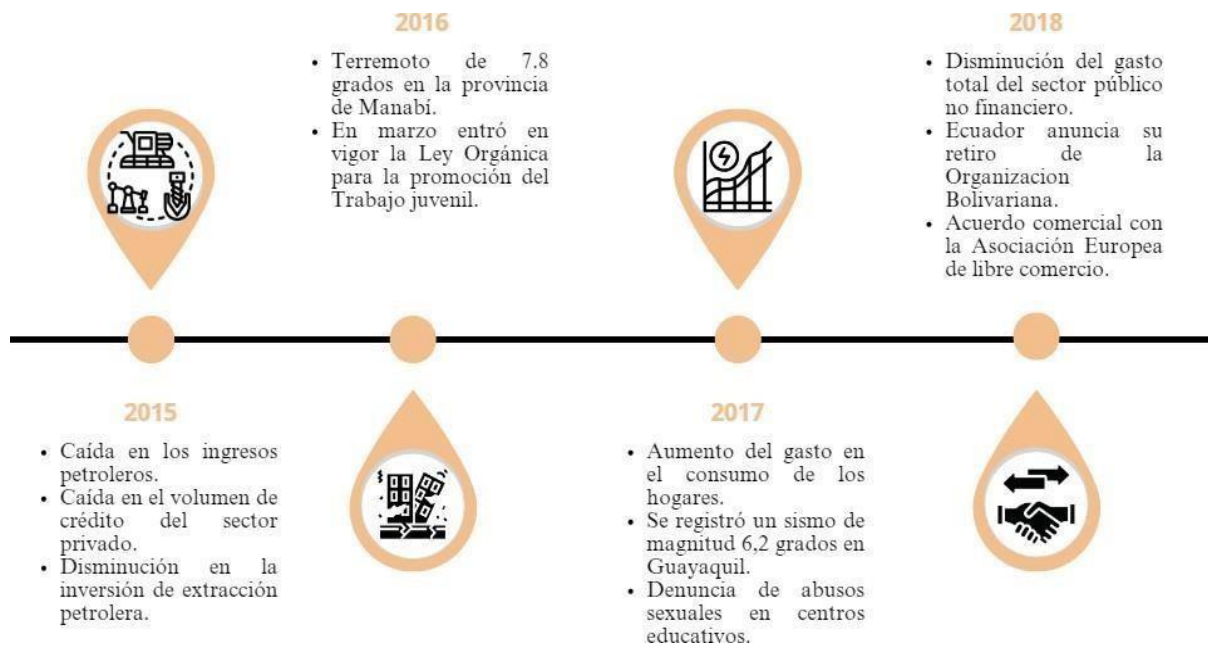 2016
• Terremoto de 7.8
grados en la provincia
de Manabí.
• En marzo entró en
vigor la Ley Orgánica
para la promoción del
Trabajo juvenil.
2018
• Disminución del gasto
total del sector público
no financiero.
• Ecuador anuncia su
retiro de la
Organizacion
Bolivariana.
• Acuerdo comercial con
la Asociación Europea
de libre comercio.
2015
• Caída en los ingresos
petroleros.
• Caída en el volumen de
crédito del sector
privado.
• Disminución en la
inversión de extracción
petrolera.
2017
• Aumento del gasto en
el consumo de los
hogares.
• Se registró un sismo de
magnitud 6,2 grados en
Guayaquil.
• Denuncia de abusos
sexuales en centros
educativos.